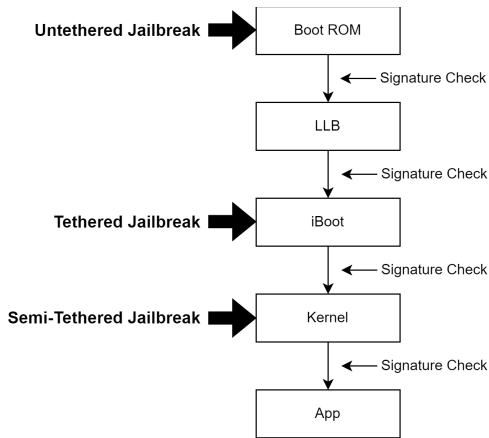 Untethered Jailbreak
Boot ROM
Signature Check
LLB
Signature Check
Tethered Jailbreak
iBoot
Signature Check
Semi-Tethered Jailbreak
Kernel
Signature Check
App